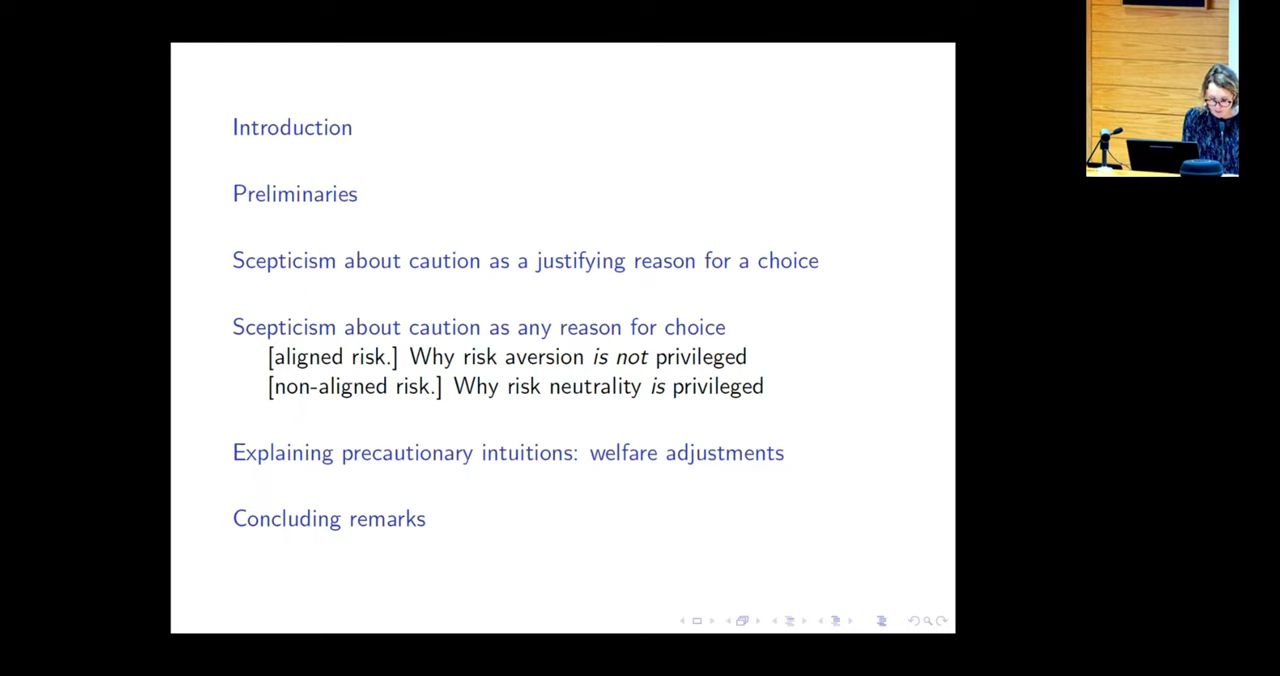 Introduction
Preliminaries
Scepticism about caution as a justifying reason for a choice
Scepticism about caution as any reason for choice
[aligned risk.] Why risk aversion is not privileged
[non-aligned risk.] Why risk neutrality is privileged
Explaining precautionary intuitions: welfare adjustments
Concluding remarks